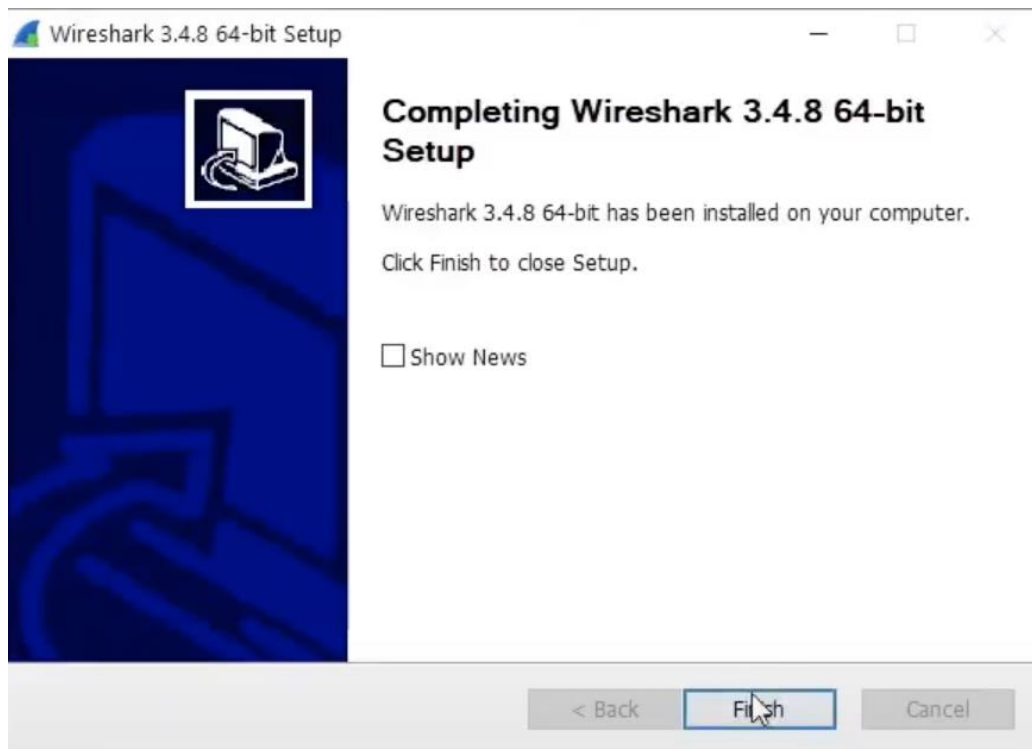 Wireshark 3.4.8 64-bit Setup
Completing Wireshark 3.4.8 64-bit
Setup
Wireshark 3.4.8 64-bit has been installed on your computer.
Click Finish to close Setup.
Show News
< Back Finish Cancel